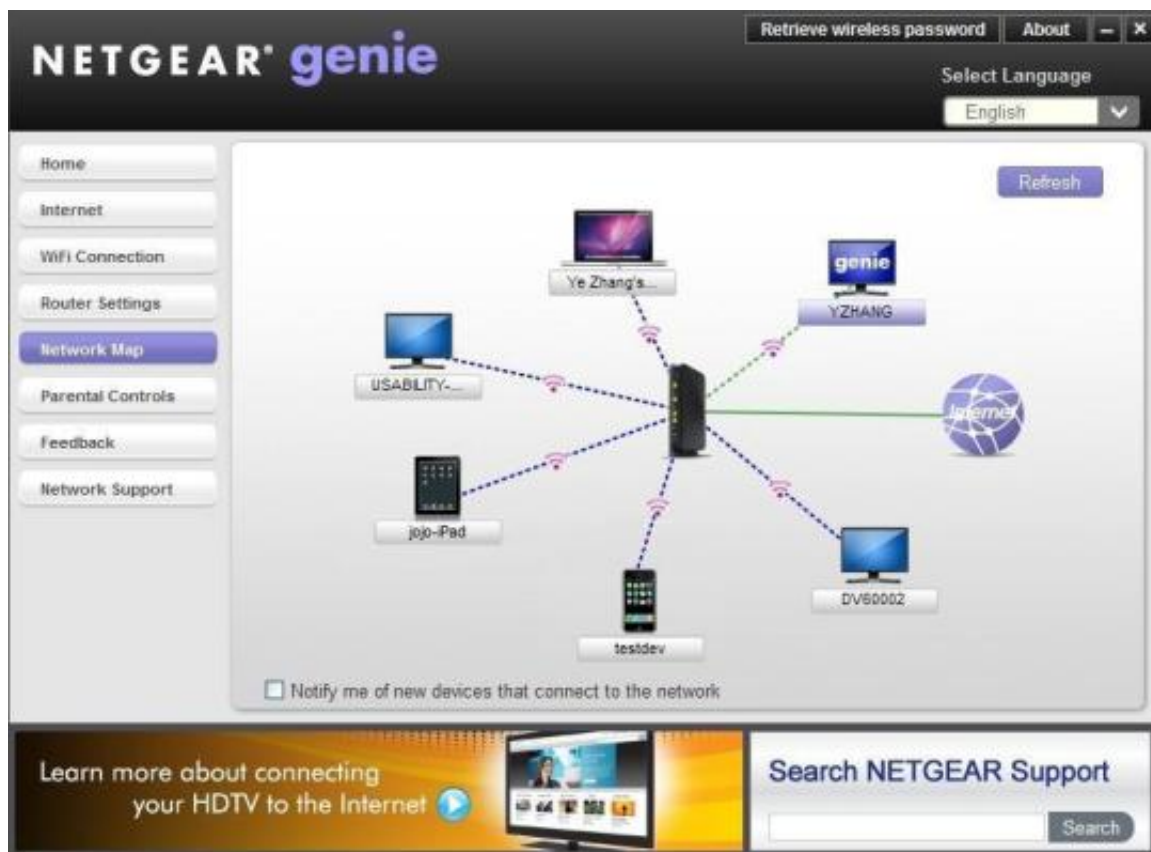 Retrieve wireless password
About
NETGEAR® genie
Select Language
English
Home
Internet
WiFi Connection
Router Settings
Network Map
Parental Controls
Feedback
Network Support
Refresh
Ye Zhang's...
genie
YZHANG
USABILITY-...
Internet
jojo-iPad
DV60002
testdev
Notify me of new devices that connect to the network
Learn more about connecting
your HDTV to the Internet
Search NETGEAR Support
Search